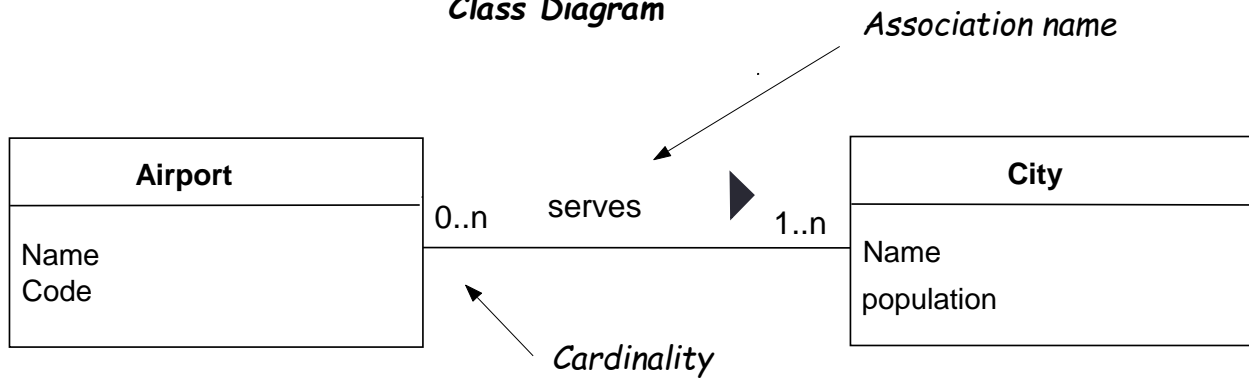 Class Diagram
Association name
Airport
City
0..n
serves
1..n
Name
Code
Name
population
Cardinality